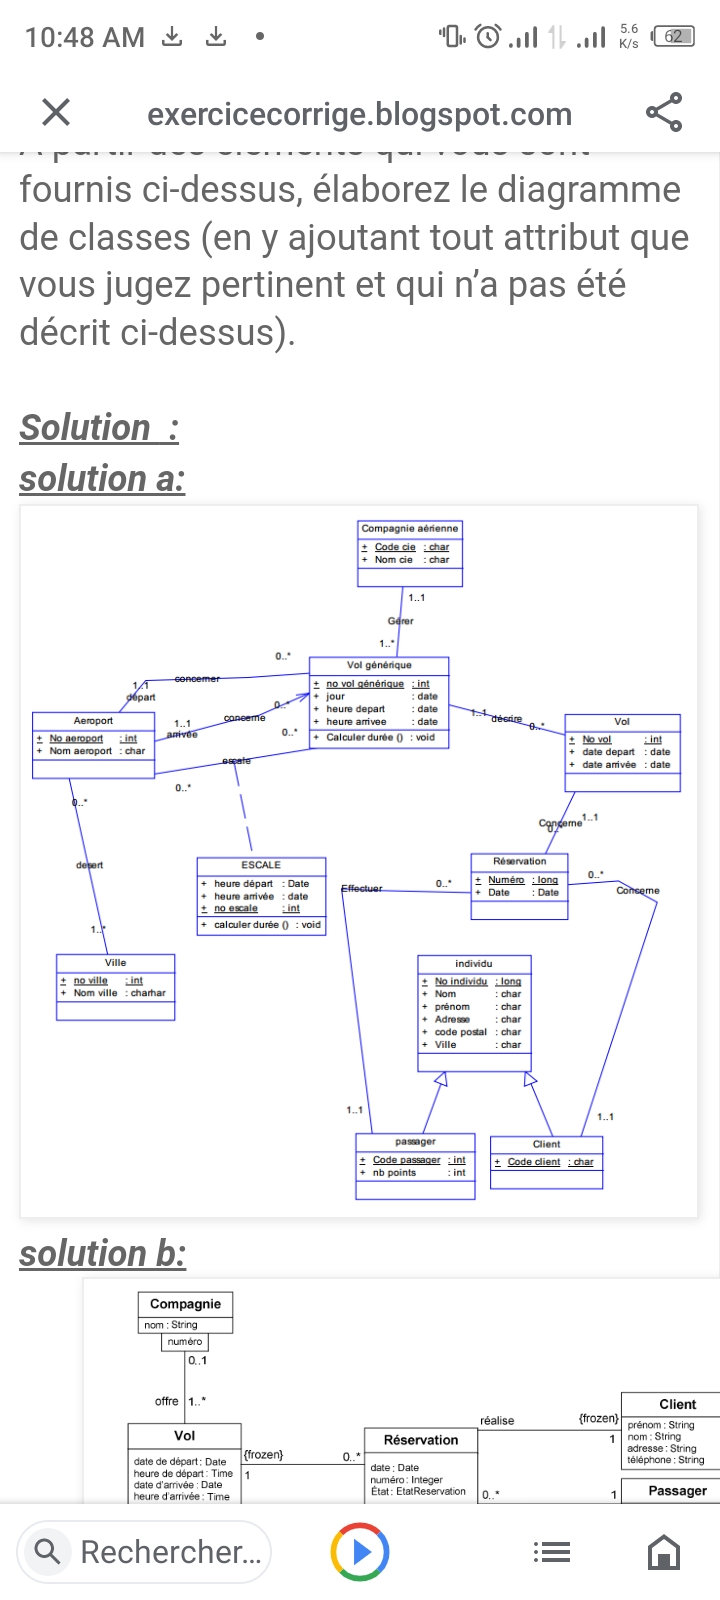 10:48 AM
5.6 K/s
62
exercicecorrige.blogspot.com
fournis ci-dessus, élaborez le diagramme
de classes (en y ajoutant tout attribut que
vous jugez pertinent et qui n’a pas été
décrit ci-dessus).
Solution :
solution a:
Compagnie aérienne
+ Code cie : char
+ Nom cie : char
1..1
Gérer
1..*
0..*
Vol générique
+ no vol générique : int
+ jour : date
+ heure depart : date
+ heure arrivee : date
+ Calculer durée () : void
concerner
1..1
départ
0..*
concerne
1..1
arrivée
0..*
escale
0..*
Aeroport
+ No aeroport : int
+ Nom aeroport : char
1..1
décrire
0..*
Vol
+ No vol : int
+ date depart : date
+ date arrivée : date
0..*
desert
1..*
Concerne
1..1
ESCALE
+ heure départ : Date
+ heure arrivée : date
+ no escale : int
+ calculer durée () : void
Réservation
+ Numéro : long
+ Date : Date
Effectuer
0..*
0..*
Concerne
Ville
+ no ville : int
+ Nom ville : charhar
individu
+ No individu : long
+ Nom : char
+ prénom : char
+ Adresse : char
+ code postal : char
+ Ville : char
1..1
1..1
passager
+ Code passager : int
+ nb points : int
Client
+ Code client : char
solution b:
Compagnie
nom : String
numéro
0..1
offre 1..*
Vol
date de départ : Date
heure de départ : Time
date d'arrivée : Date
heure d'arrivée : Time
{frozen}
1
0..*
Réservation
date : Date
numéro : Integer
État : EtatReservation
réalise
{frozen}
1
Client
prénom : String
nom : String
adresse : String
téléphone : String
0..*
1
Passager
Rechercher...